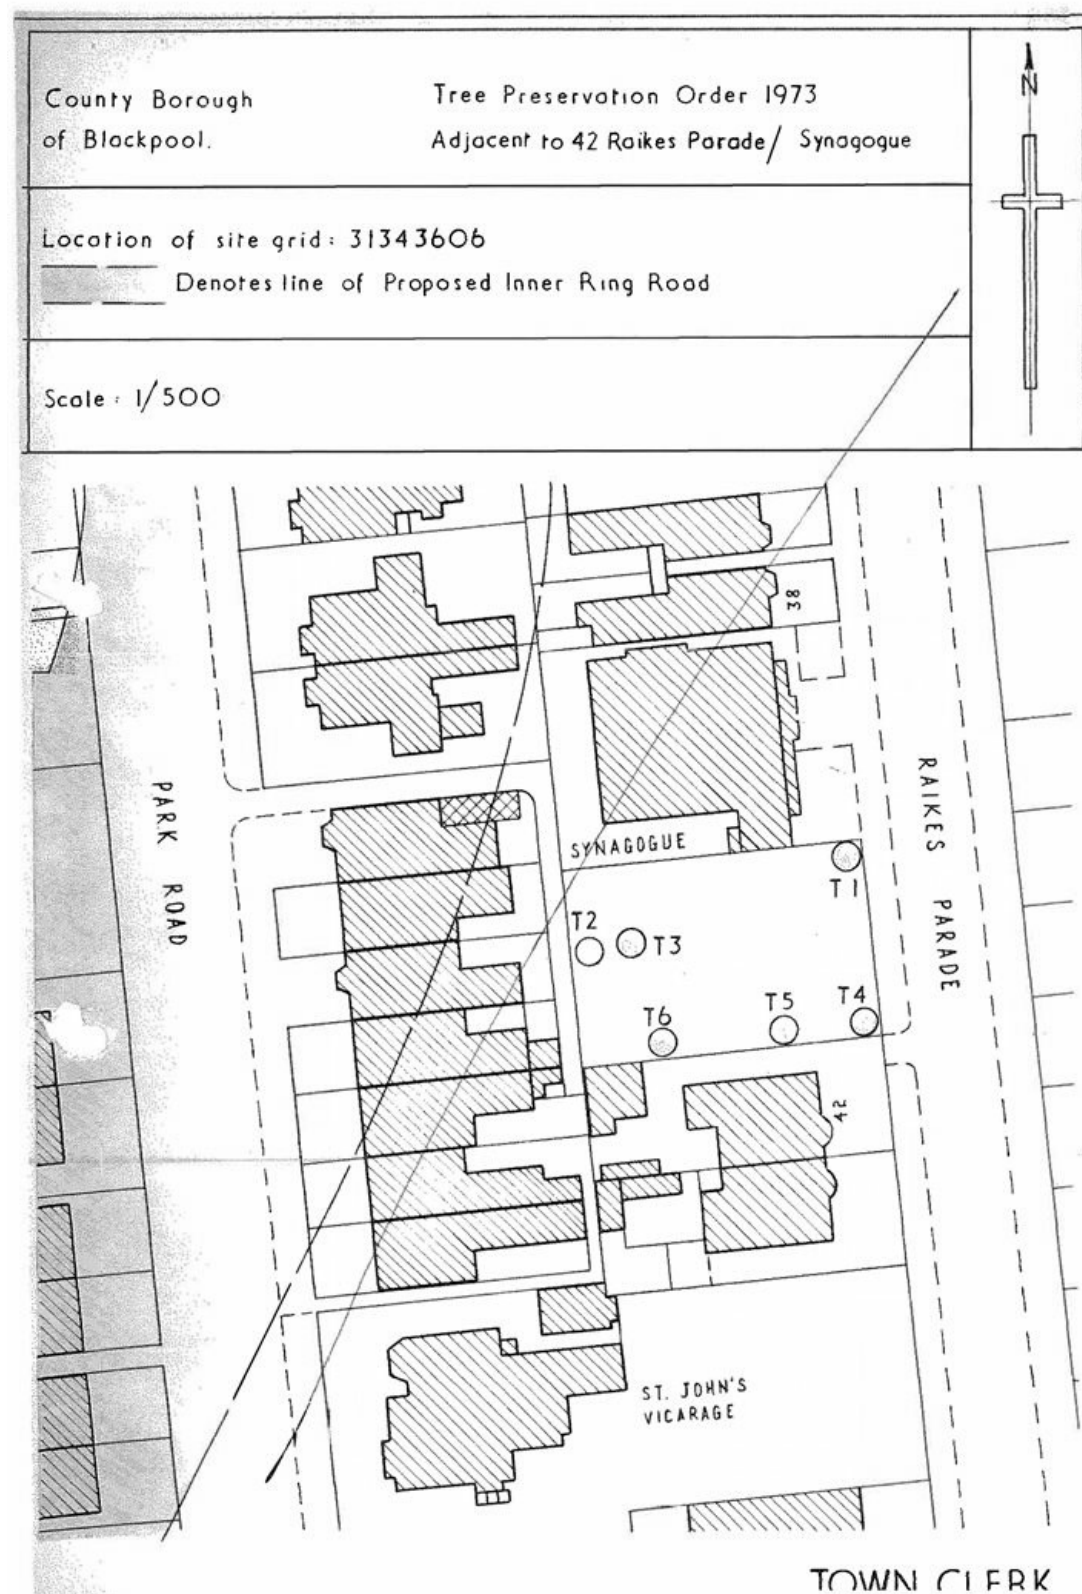 County Borough
of Blackpool.
Tree Preservation Order 1973
Adjacent to 42 Raikes Parade/ Synagogue
N
Location of site grid: 31343606
Denotes line of Proposed Inner Ring Road
Scale: 1/500
38
PARK ROAD
RAIKES PARADE
SYNAGOGUE
T1
T2
T3
T4
T5
T6
42
ST. JOHN'S
VICARAGE
TOWN CLERK